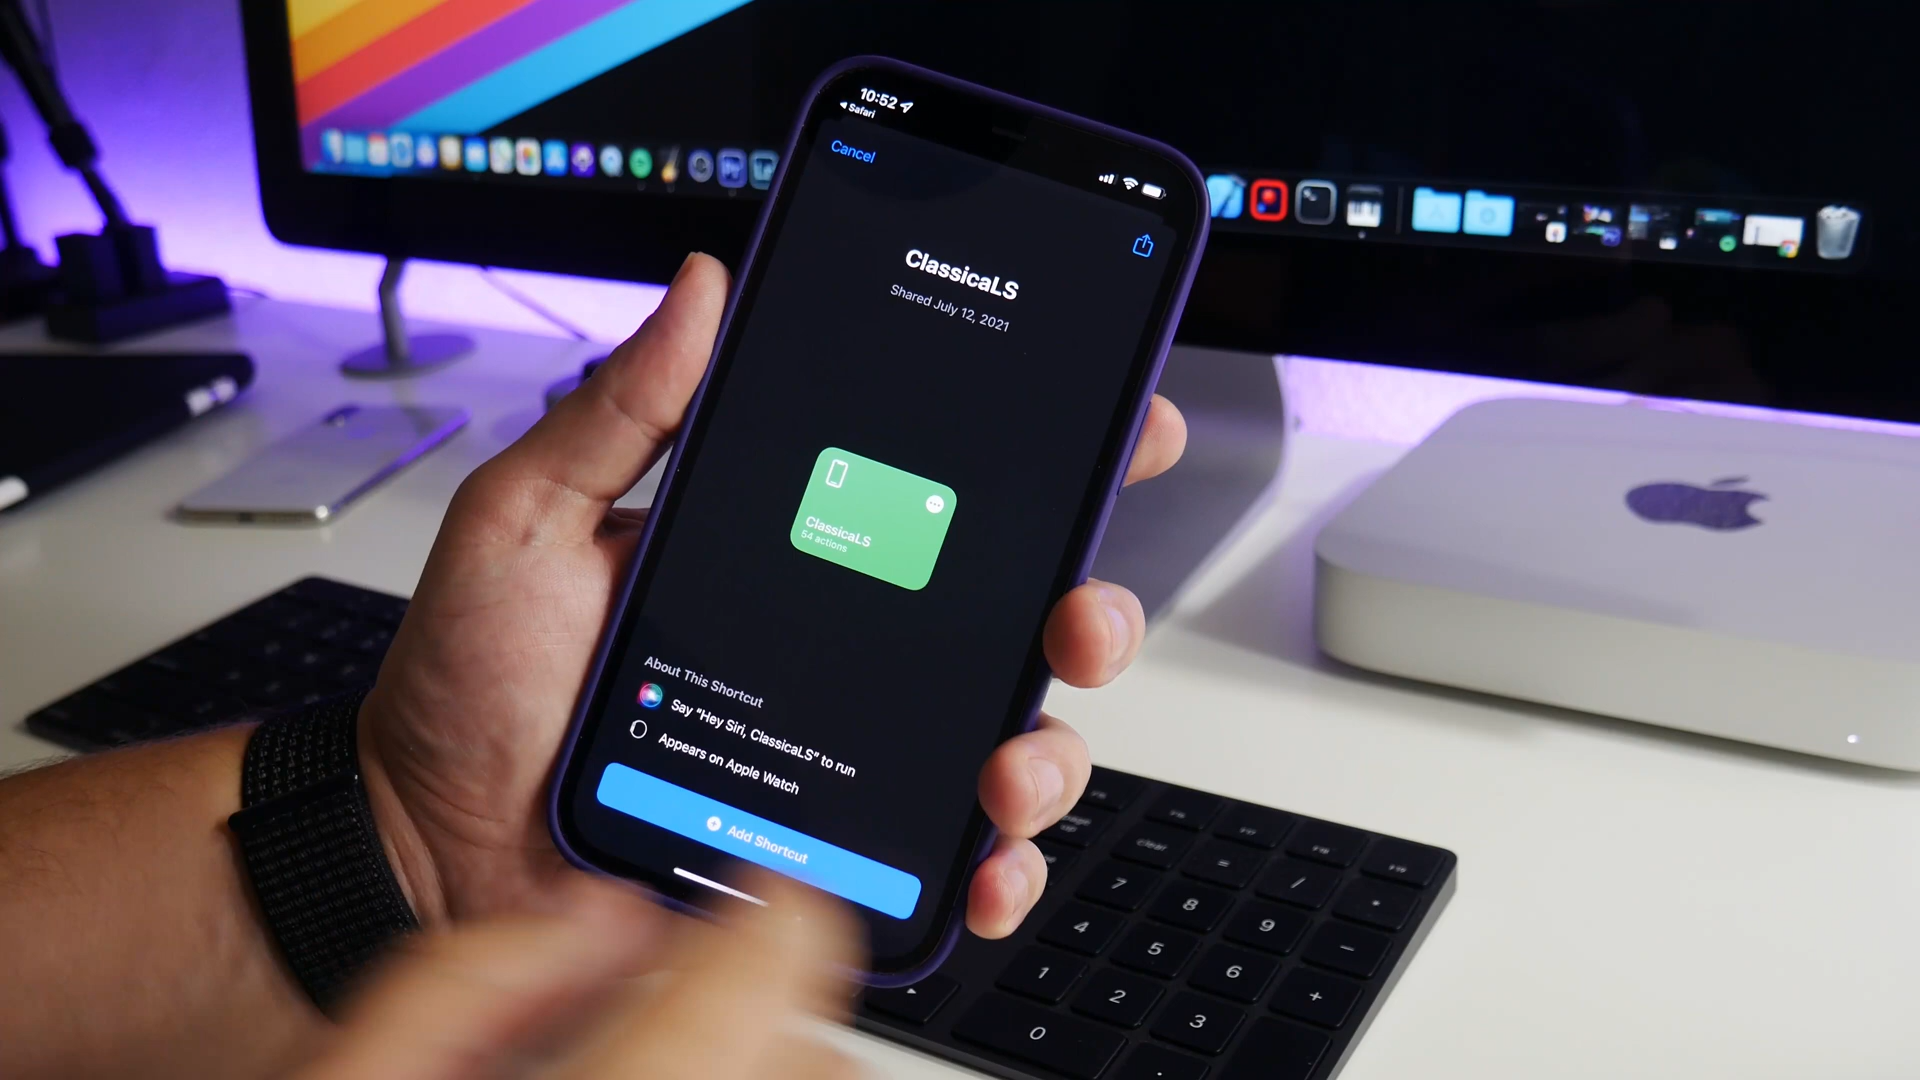 10:52
Safari
Cancel
ClassicaLS
Shared July 12, 2021
ClassicaLS
54 actions
About This Shortcut
Say “Hey Siri, ClassicaLS” to run
Appears on Apple Watch
Add Shortcut
Pr
clear
=
/
*
7
8
9
-
4
5
6
+
1
2
3
0
.